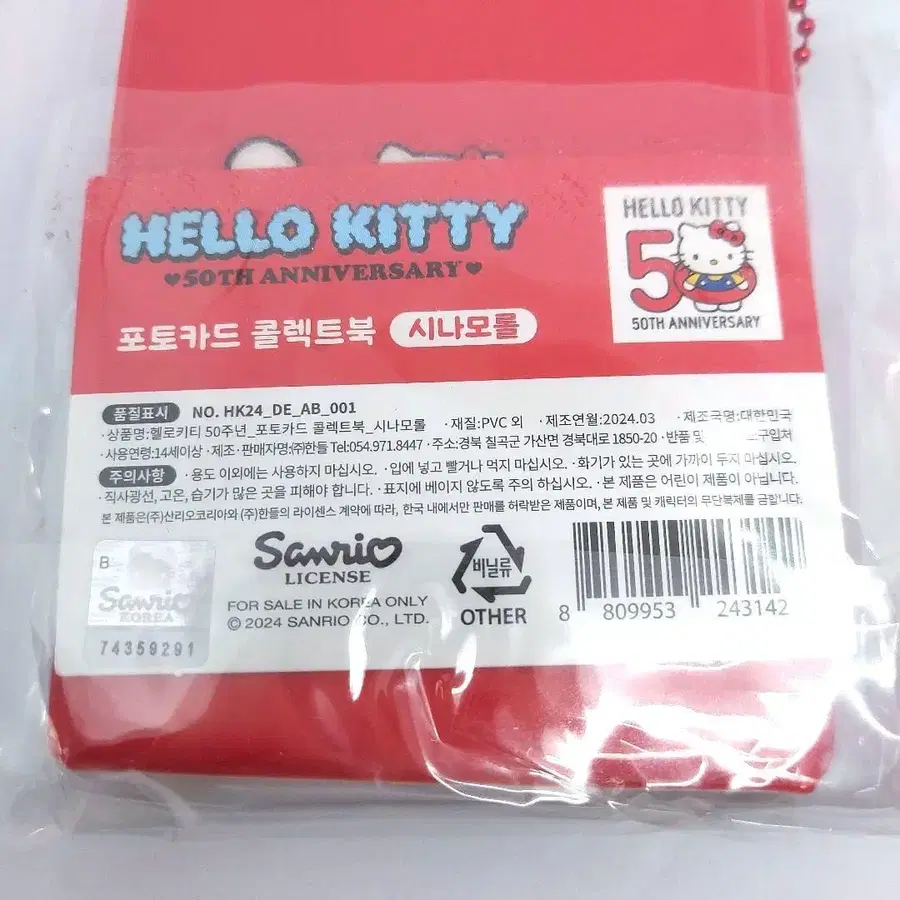 HELLO KITTY
♥50TH ANNIVERSARY♥
포토카드 콜렉트북 시나모롤
HELLO KITTY
50
50TH ANNIVERSARY
품질표시 NO. HK24_DE_AB_001
·상품명:헬로키티 50주년_포토카드 콜렉트북_시나모롤 ·재질:PVC 외 ·제조연월:2024.03 ·제조국명:대한민국
·사용연령:14세이상 ·제조·판매자명:㈜한들 Tel:054.971.8447 ·주소:경북 칠곡군 가산면 경북대로 1850-20 ·반품 및 구입처
주의사항 ·용도 이외에는 사용하지 마십시오. ·입에 넣고 빨거나 먹지 마십시오. ·화기가 있는 곳에 가까이 두지 마십시오.
·직사광선, 고온, 습기가 많은 곳을 피해야 합니다. ·표지에 베이지 않도록 주의 하십시오. ·본 제품은 어린이 제품이 아닙니다.
본 제품은(주)산리오코리아와 (주)한들의 라이센스 계약에 따라, 한국 내에서만 판매를 허락받은 제품이며, 본 제품 및 캐릭터의 무단복제를 금합니다.
B
Sanrio
KOREA
74359291
Sanrio
LICENSE
FOR SALE IN KOREA ONLY
© 2024 SANRIO CO., LTD.
비닐류
OTHER
8 809953 243142